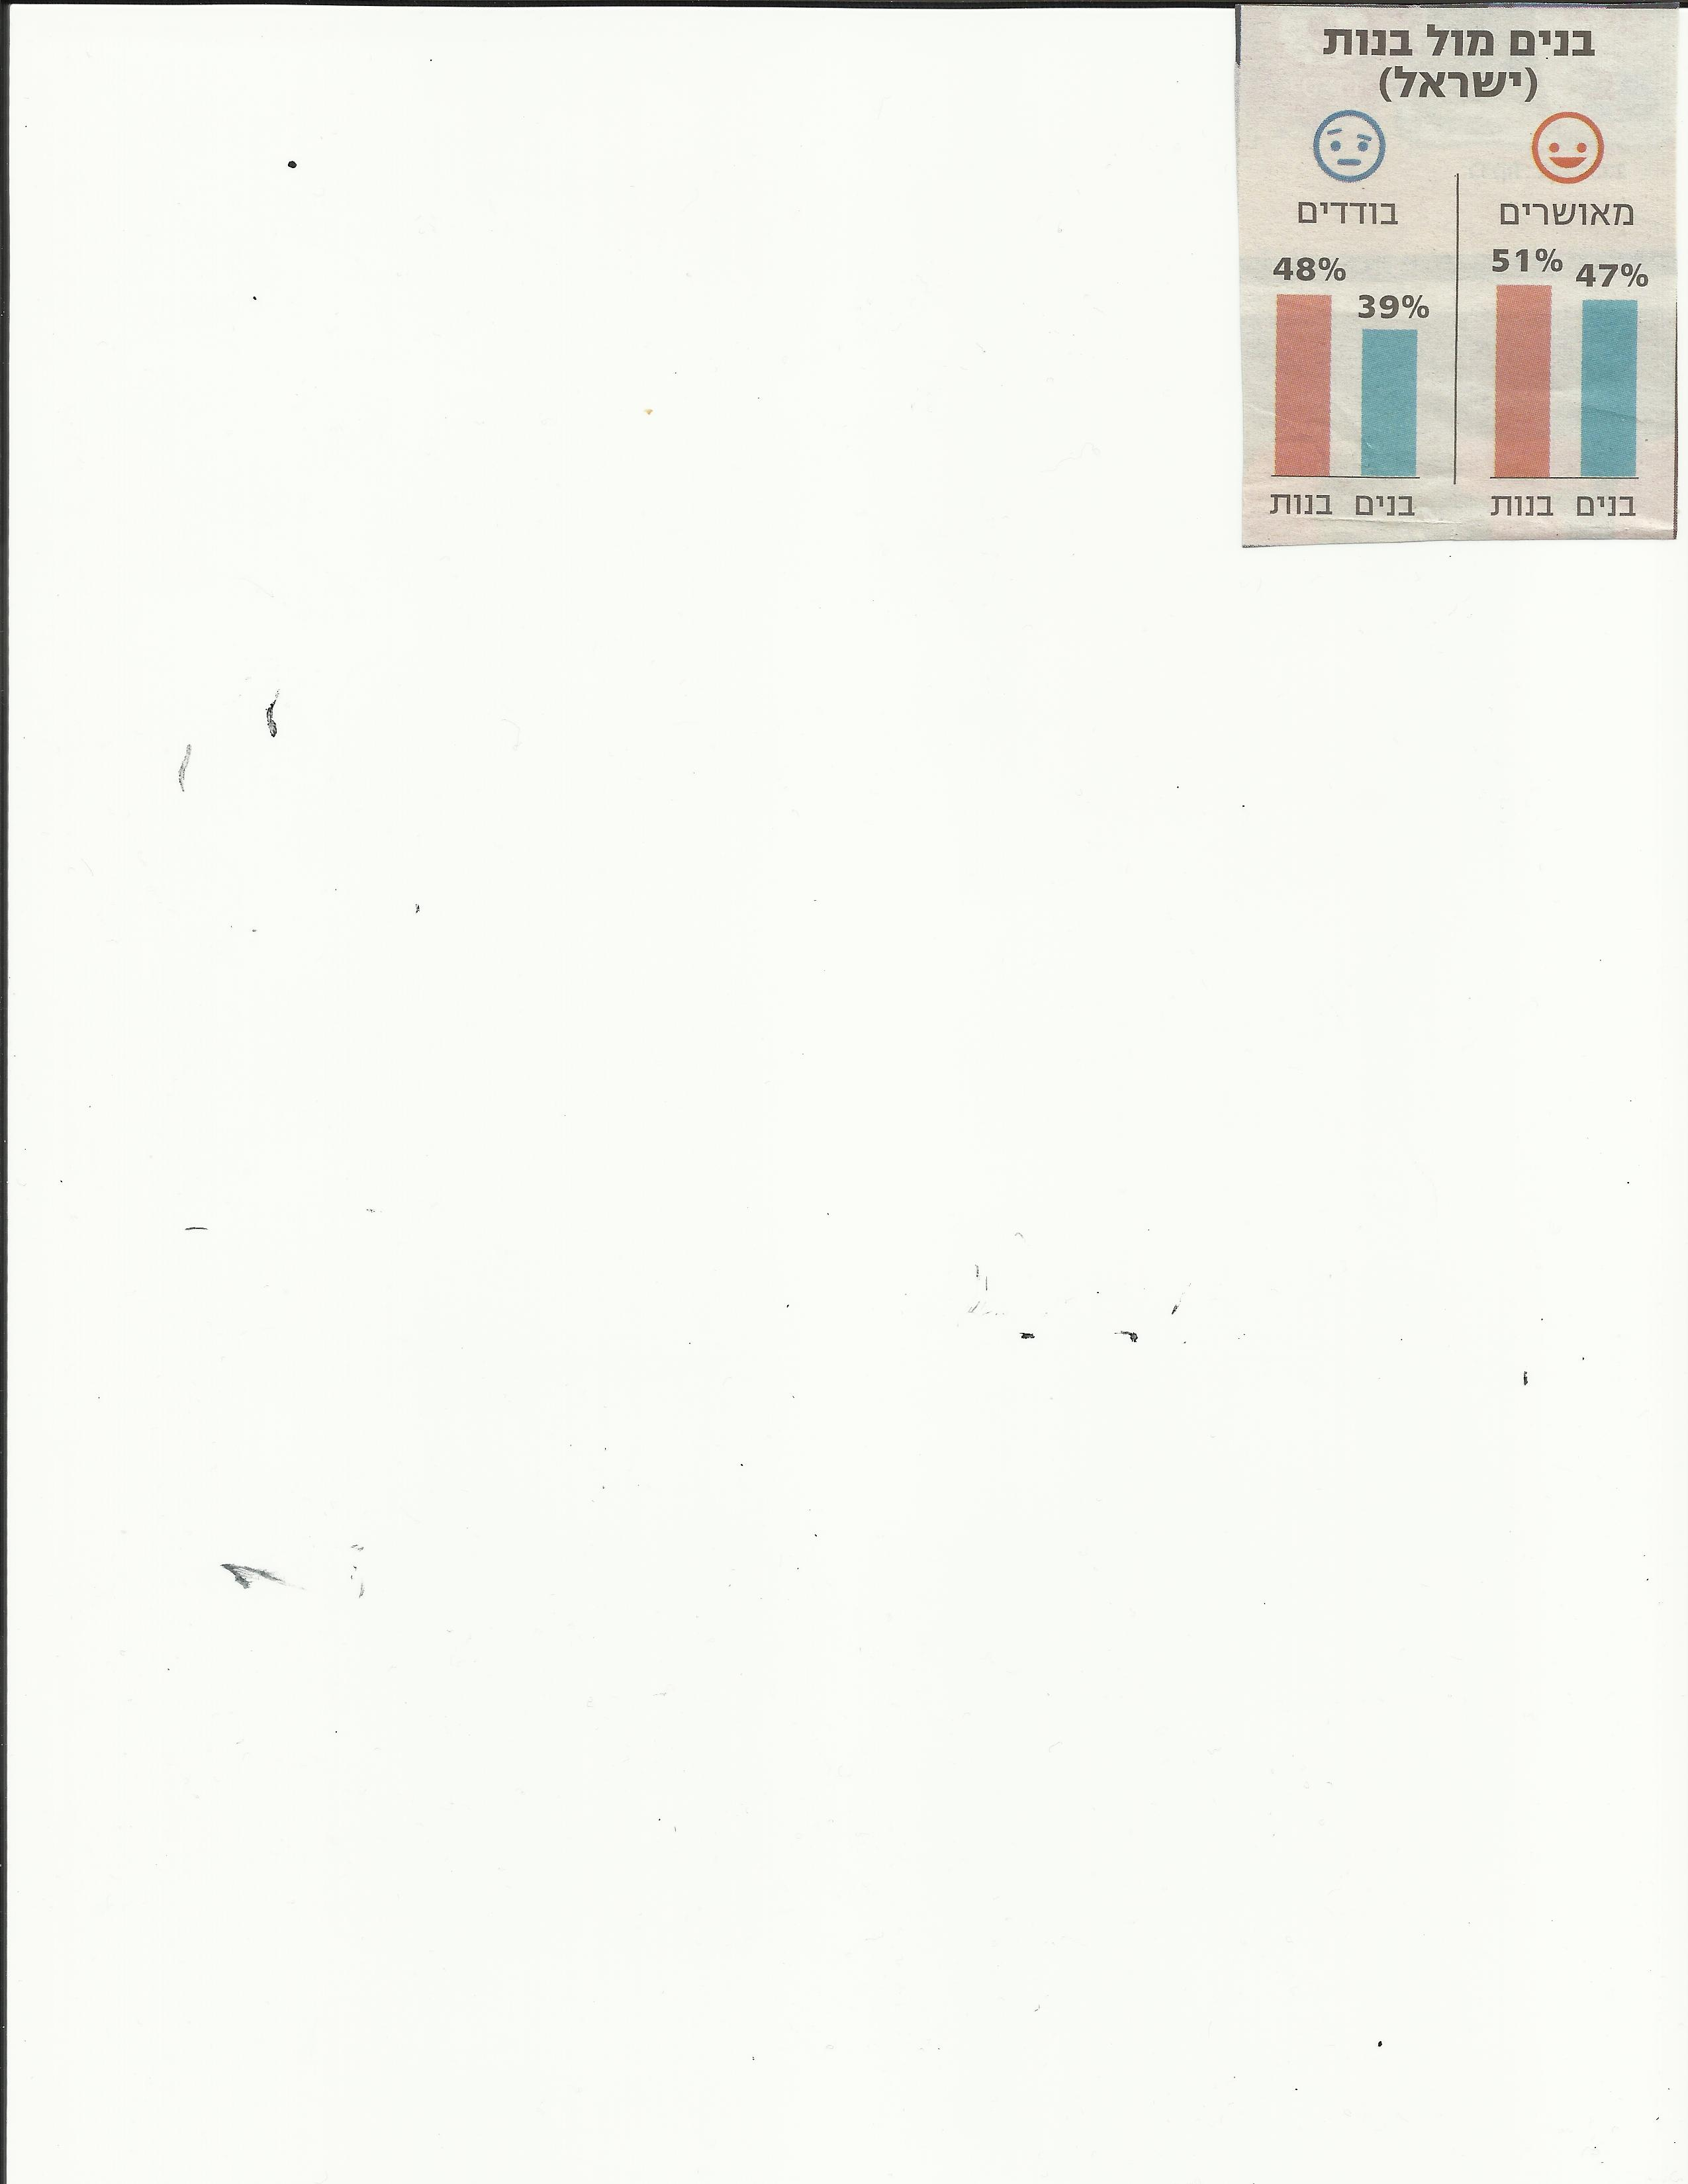 בנים מול בנות
(ישראל)
מאושרים
47% 51%
בנים בנות
בודדים
39% 48%
בנים בנות